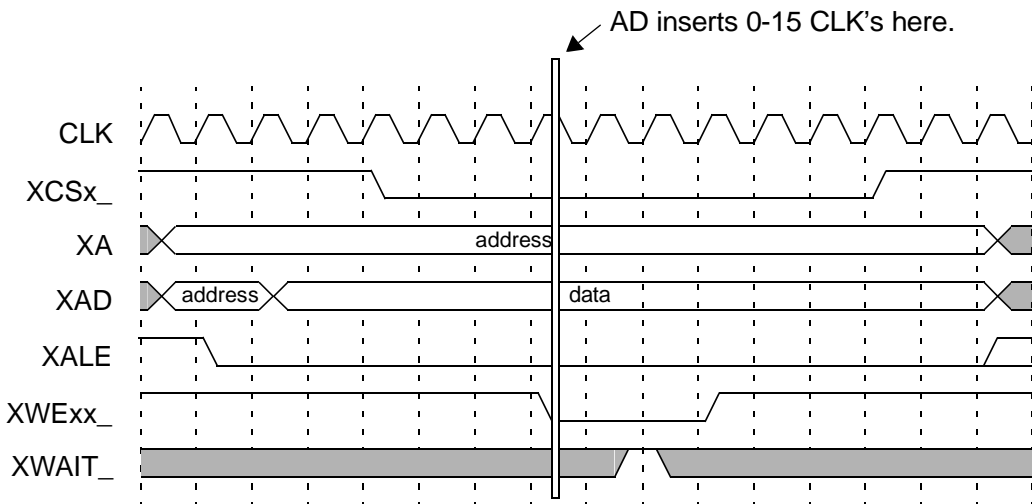 AD inserts 0-15 CLK's here.
CLK
XCSx_
XA address
XAD address data
XALE
XWExx_
XWAIT_